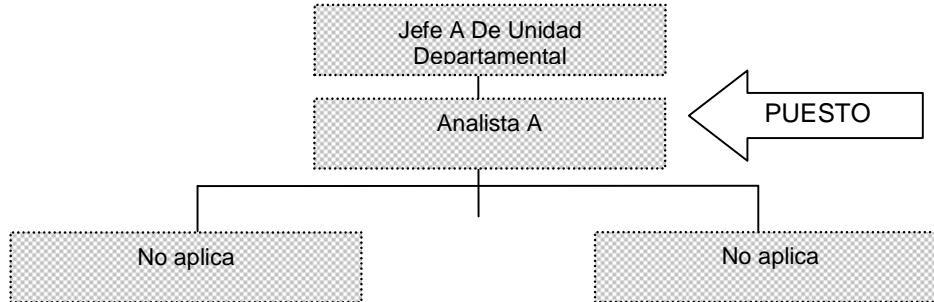 Jefe A De Unidad
Departamental
Analista A
PUESTO
No aplica
No aplica